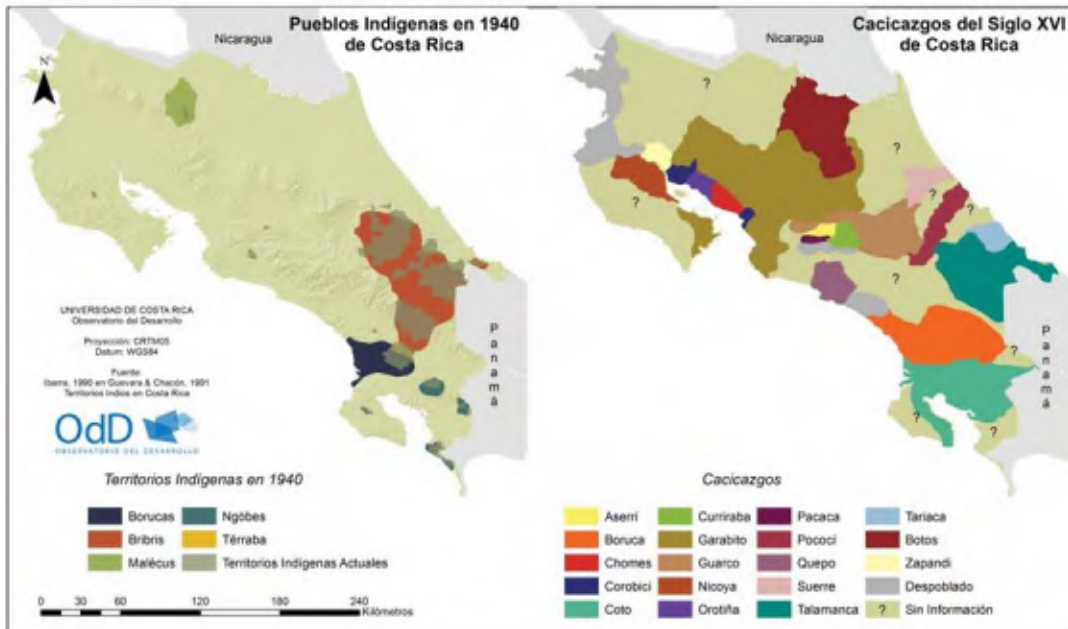 Pueblos Indígenas en 1940
de Costa Rica
Nicaragua
N
UNIVERSIDAD DE COSTA RICA
Observatorio del Desarrollo
Proyección: CRTM05
Datum: WGS84
Fuente:
Ibarra, 1990 en Guevara & Chacón, 1991
Territorios Indios en Costa Rica
OdD
OBSERVATORIO DEL DESARROLLO
Panamá
Territorios Indígenas en 1940
Borucas
Bribris
Malécus
Ngöbes
Térraba
Territorios Indígenas Actuales
0 30 60 120 180 240
Kilómetros
Cacicazgos del Siglo XVI
de Costa Rica
Nicaragua
?
?
?
?
?
?
?
?
?
Panamá
Cacicazgos
Aserrí
Boruca
Chomes
Corobici
Coto
Curriraba
Garabito
Guarco
Nicoya
Orotiña
Pacaca
Pococí
Quepo
Suerre
Talamanca
Tariaca
Botos
Zapandi
Despoblado
? Sin Información